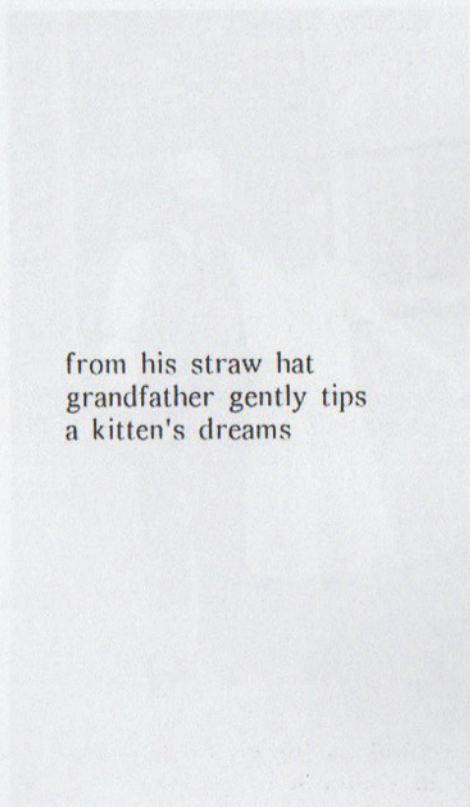 from his straw hat
grandfather gently tips
a kitten's dreams